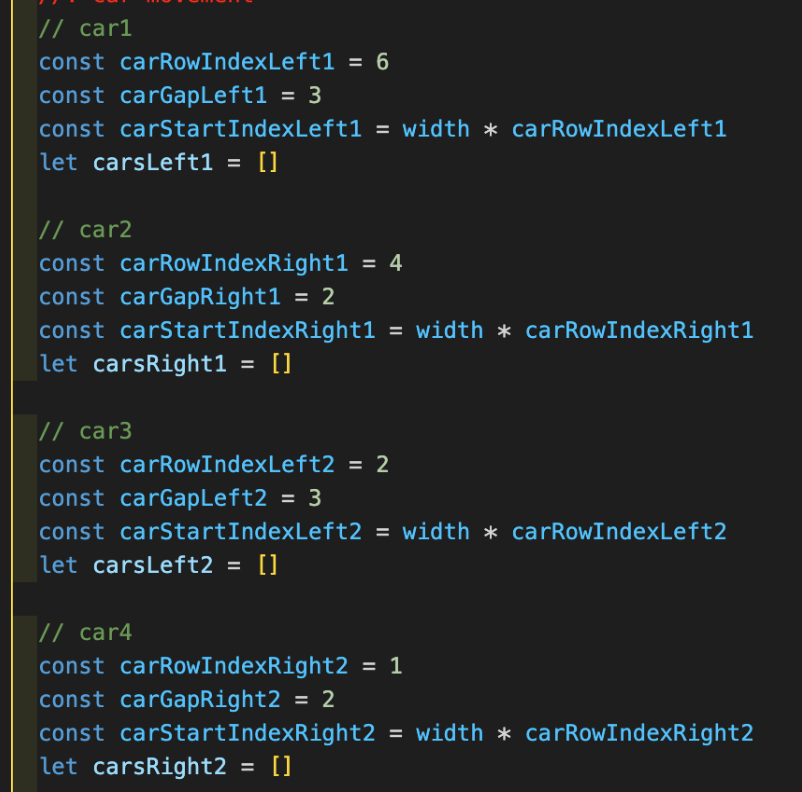 // car1
const carRowIndexLeft1 = 6
const carGapLeft1 = 3
const carStartIndexLeft1 = width * carRowIndexLeft1
let carsLeft1 = []
// car2
const carRowIndexRight1 = 4
const carGapRight1 = 2
const carStartIndexRight1 = width * carRowIndexRight1
let carsRight1 = []
// car3
const carRowIndexLeft2 = 2
const carGapLeft2 = 3
const carStartIndexLeft2 = width * carRowIndexLeft2
let carsLeft2 = []
// car4
const carRowIndexRight2 = 1
const carGapRight2 = 2
const carStartIndexRight2 = width * carRowIndexRight2
let carsRight2 = []